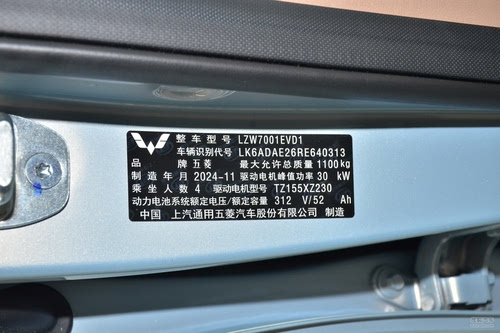 整车型号 LZW7001EVD1
车辆识别代号 LK6ADAE26RE640313
品牌 五菱 最大允许总质量 1100kg
制造年月 2024-11 驱动电机峰值功率 30 kW
乘坐人数 4 驱动电机型号 TZ155XZ230
动力电池系统额定电压/额定容量 312 V/52 Ah
中国 上汽通用五菱汽车股份有限公司 制造